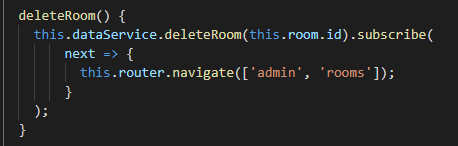 deleteRoom() {
  this.dataService.deleteRoom(this.room.id).subscribe(
      next => {
        this.router.navigate(['admin', 'rooms']);
      }
  );
}